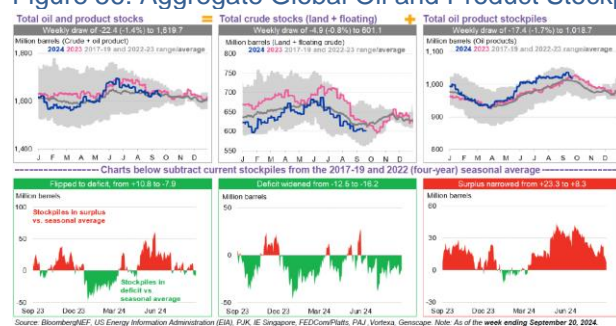 Figure 30: Aggregate Global Oil and Product Stockp
Total oil and product stocks
=
Total crude stocks (land + floating)
+
Total product stockpiles
Weekly draw of -22.4 (-1.4%) to 1,619.7
Weekly draw of -4.9 (-0.8%) to 601.1
Weekly draw of -17.4 (-1.7%) to 1,018.7
Million barrels (Crude + oil product)
Million barrels (Land + floating crude)
Million barrels (Oil products)
2024 2023 2017-19 and 2022-23 range/average
2024 2023 2017-19 and 2022-23 range/average
2024 2023 2017-19 and 2022-23 range/average
1,800
1,600
1,400
800
750
700
650
600
550
1,100
1,000
900
800
J F M A M J J A S O N D
J F M A M J J A S O N D
J F M A M J J A S O N D
Charts below subtract current stockpiles from the 2017-19 and 2022 (four-year) seasonal average
Flipped to deficit, from +10.8 to -7.9
Deficit widened from -12.5 to -16.2
Surplus narrowed from +23.3 to +8.3
Million barrels
Million barrels
Million barrels
100
50
0
-50
Stockpiles in surplus
vs. seasonal average
Stockpiles in
deficit vs
seasonal average
50
0
-50
60
30
0
-30
Sep 23 Dec 23 Mar 24 Jun 24
Sep 23 Dec 23 Mar 24 Jun 24
Sep 23 Dec 23 Mar 24 Jun 24
Source: BloombergNEF, US Energy Information Administration (EIA), PJK, IE Singapore, FEDCom/Platts, PAJ, Vortexa, Genscape. Note: As of the week ending September 20, 2024.